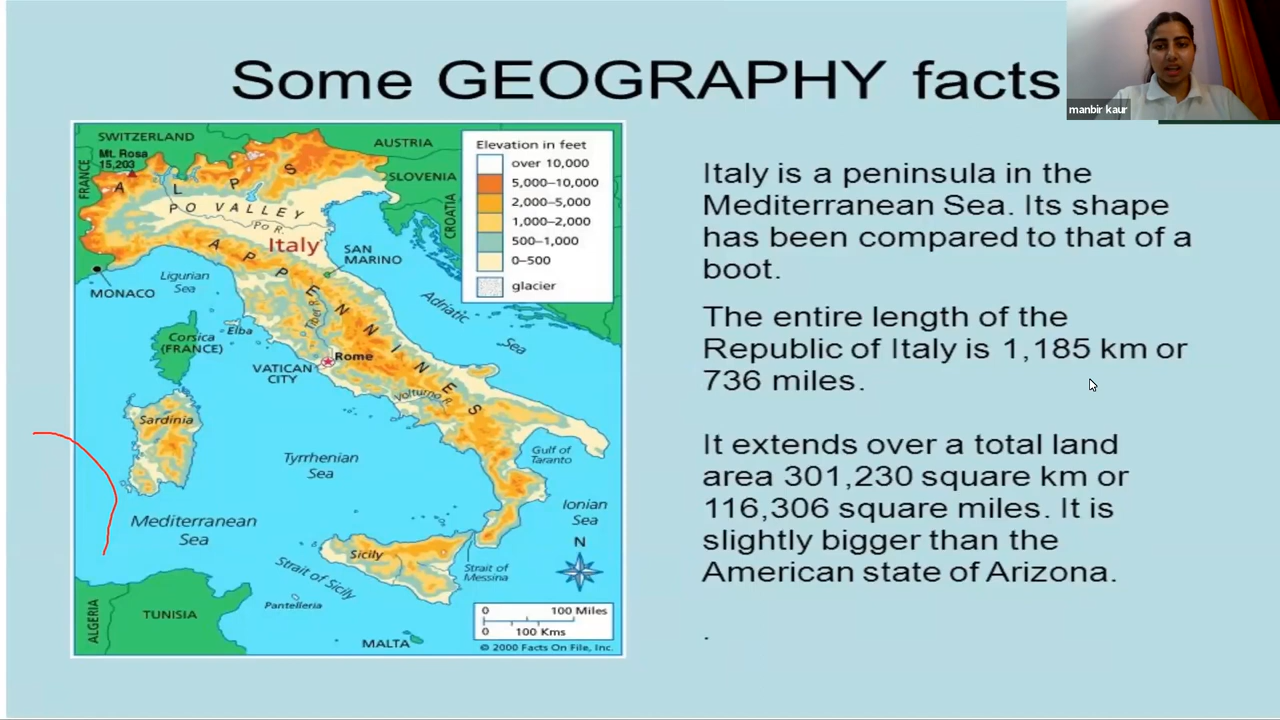 Some GEOGRAPHY facts
manbir kaur
SWITZERLAND
AUSTRIA
Mt. Rosa
15,203
FRANCE
SLOVENIA
CROATIA
ALPS
PO VALLEY
Po R.
Italy
SAN
MARINO
MONACO
Ligurian
Sea
APPENNINES
Adriatic
Sea
Elevation in feet
over 10,000
5,000–10,000
2,000–5,000
1,000–2,000
500–1,000
0–500
glacier
Corsica
(FRANCE)
Elba
Tiber R.
VATICAN
CITY
Rome
Volturno R.
Sardinia
Tyrrhenian
Sea
Gulf of
Taranto
Ionian
Sea
Mediterranean
Sea
N
Sicily
Strait of Sicily
Strait of
Messina
Pantelleria
ALGERIA
TUNISIA
MALTA
0 100 Miles
0 100 Kms
© 2000 Facts On File, Inc.
Italy is a peninsula in the
Mediterranean Sea. Its shape
has been compared to that of a
boot.
The entire length of the
Republic of Italy is 1,185 km or
736 miles.
It extends over a total land
area 301,230 square km or
116,306 square miles. It is
slightly bigger than the
American state of Arizona.
.